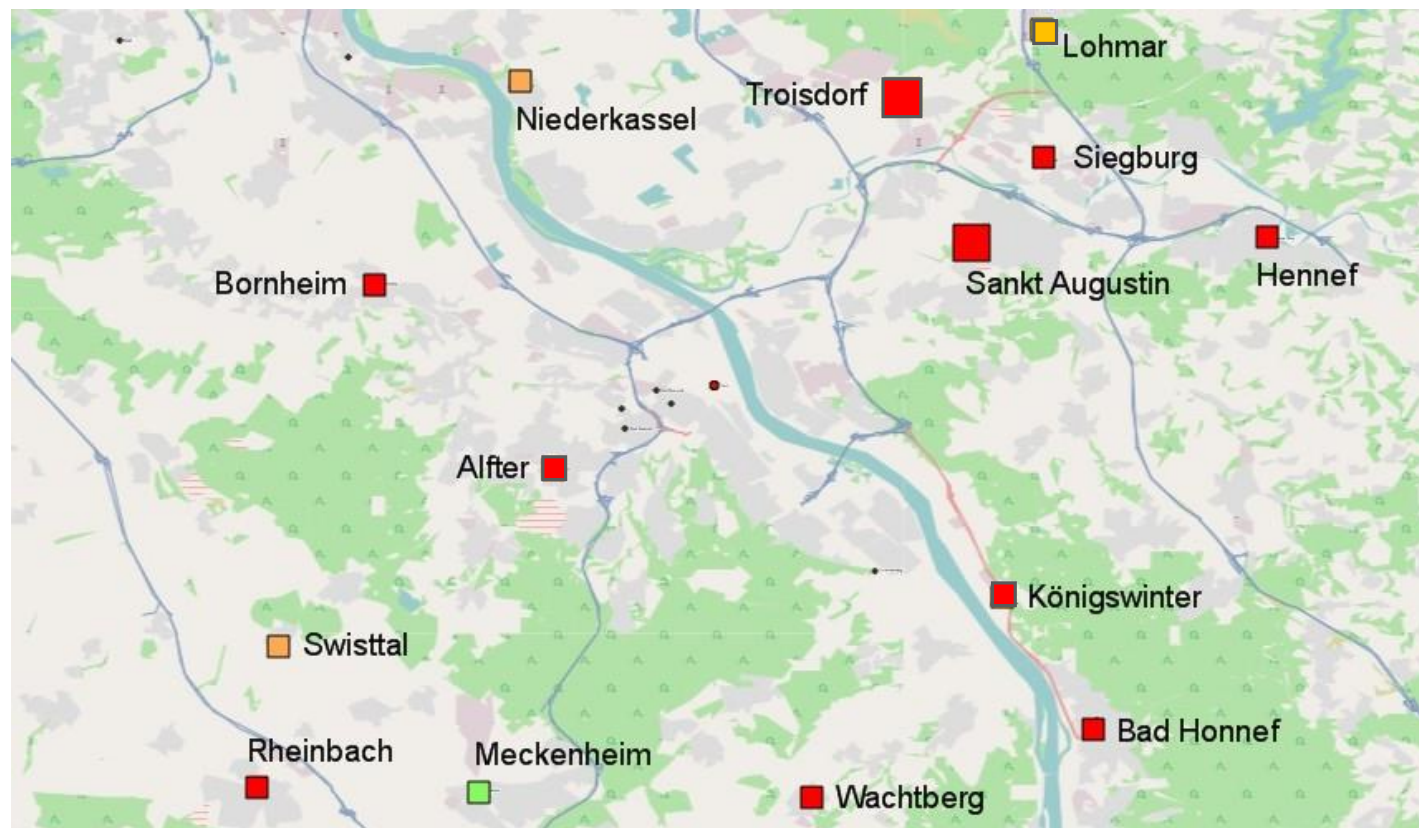 Lohmar
Troisdorf
Niederkassel
Siegburg
Sankt Augustin
Hennef
Bornheim
Alfter
Königswinter
Swisttal
Bad Honnef
Rheinbach
Meckenheim
Wachtberg